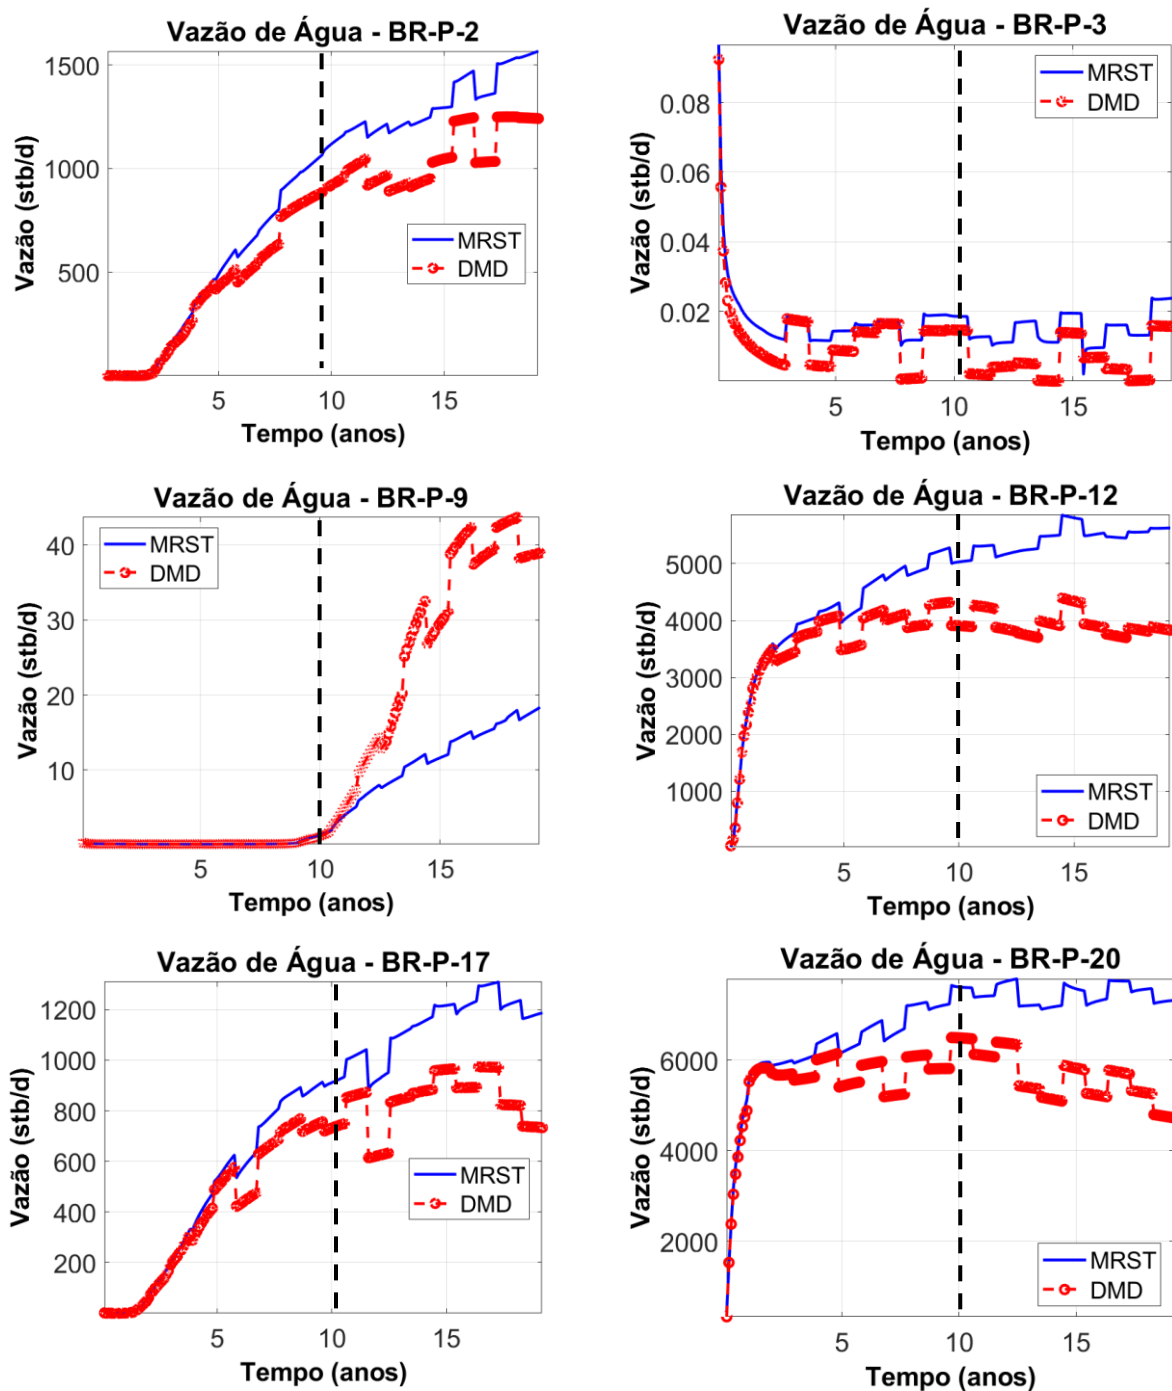 Vazão de Água - BR-P-2
Vazão (stb/d)
1500
1000
500
MRST
DMD
5 10 15
Tempo (anos)
Vazão de Água - BR-P-3
Vazão (stb/d)
0.08
0.06
0.04
0.02
MRST
DMD
5 10 15
Tempo (anos)
Vazão de Água - BR-P-9
Vazão (stb/d)
40
30
20
10
MRST
DMD
5 10 15
Tempo (anos)
Vazão de Água - BR-P-12
Vazão (stb/d)
5000
4000
3000
2000
1000
MRST
DMD
5 10 15
Tempo (anos)
Vazão de Água - BR-P-17
Vazão (stb/d)
1200
1000
800
600
400
200
MRST
DMD
5 10 15
Tempo (anos)
Vazão de Água - BR-P-20
Vazão (stb/d)
6000
4000
2000
MRST
DMD
5 10 15
Tempo (anos)